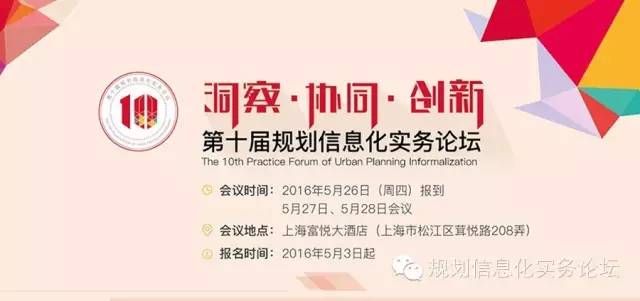 10
洞察·协同·创新
第十届规划信息化实务论坛
The 10th Practice Forum of Urban Planning Informalization
会议时间：2016年5月26日（周四）报到
5月27日、5月28日会议
会议地点：上海富悦大酒店（上海市松江区茸悦路208弄）
报名时间：2016年5月3日起
规划信息化实务论坛